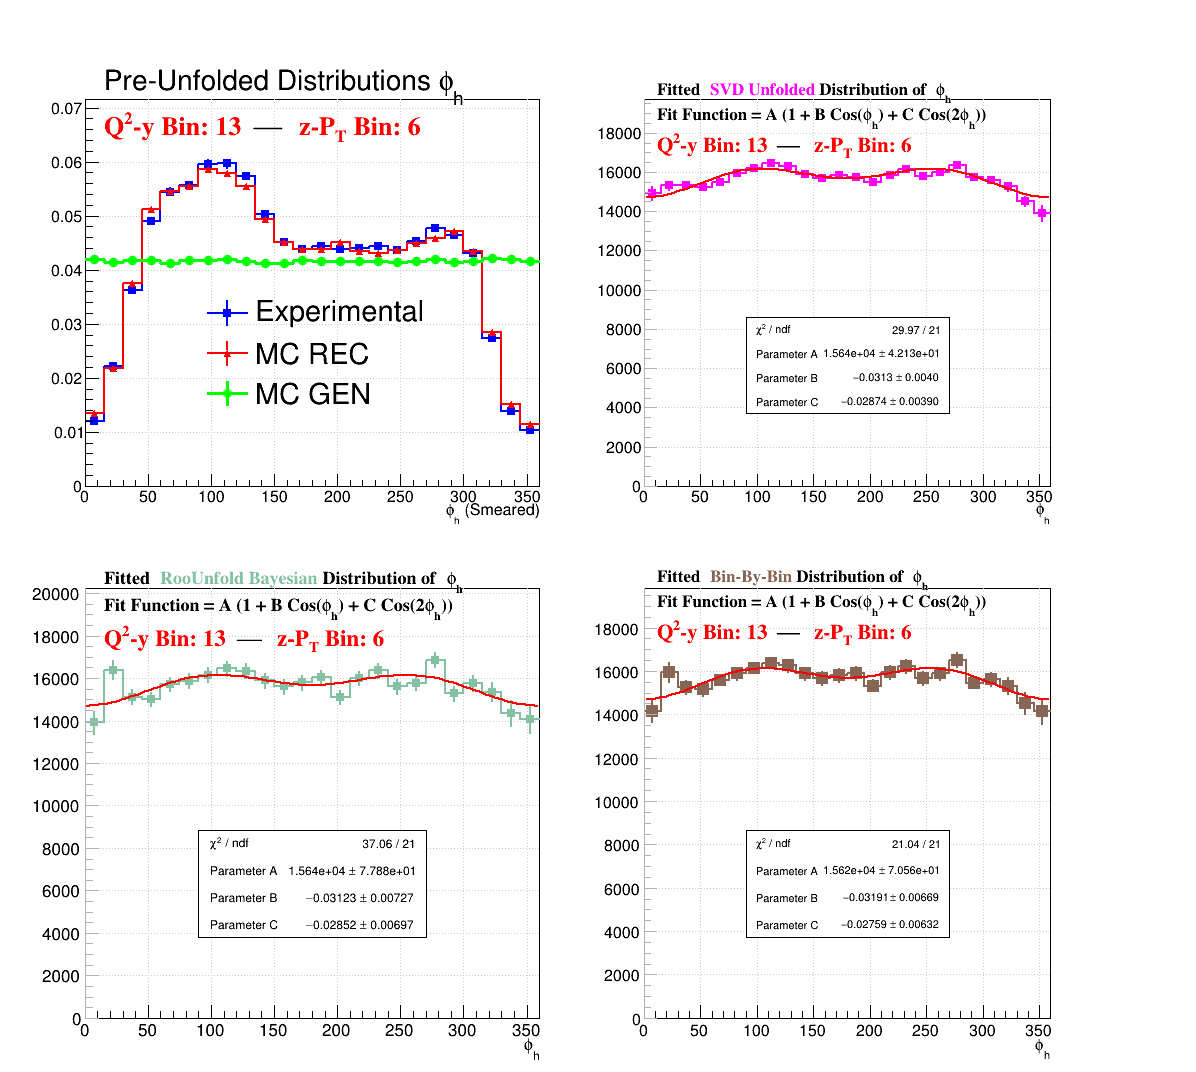 Pre-Unfolded Distributions ϕh
Q²-y Bin: 13 — z-PT Bin: 6
0.07
0.06
0.05
0.04
0.03
0.02
0.01
0
Experimental
MC REC
MC GEN
0 50 100 150 200 250 300 350
ϕh (Smeared)
Fitted SVD Unfolded Distribution of ϕh
Fit Function = A (1 + B Cos(ϕh) + C Cos(2ϕh))
Q²-y Bin: 13 — z-PT Bin: 6
18000
16000
14000
12000
10000
8000
6000
4000
2000
0
χ² / ndf 29.97 / 21
Parameter A 1.564e+04 ± 4.213e+01
Parameter B −0.0313 ± 0.0040
Parameter C −0.02874 ± 0.00390
0 50 100 150 200 250 300 350
ϕh
Fitted RooUnfold Bayesian Distribution of ϕh
Fit Function = A (1 + B Cos(ϕh) + C Cos(2ϕh))
Q²-y Bin: 13 — z-PT Bin: 6
20000
18000
16000
14000
12000
10000
8000
6000
4000
2000
0
χ² / ndf 37.06 / 21
Parameter A 1.564e+04 ± 7.788e+01
Parameter B −0.03123 ± 0.00727
Parameter C −0.02852 ± 0.00697
0 50 100 150 200 250 300 350
ϕh
Fitted Bin-By-Bin Distribution of ϕh
Fit Function = A (1 + B Cos(ϕh) + C Cos(2ϕh))
Q²-y Bin: 13 — z-PT Bin: 6
18000
16000
14000
12000
10000
8000
6000
4000
2000
0
χ² / ndf 21.04 / 21
Parameter A 1.562e+04 ± 7.056e+01
Parameter B −0.03191 ± 0.00669
Parameter C −0.02759 ± 0.00632
0 50 100 150 200 250 300 350
ϕh